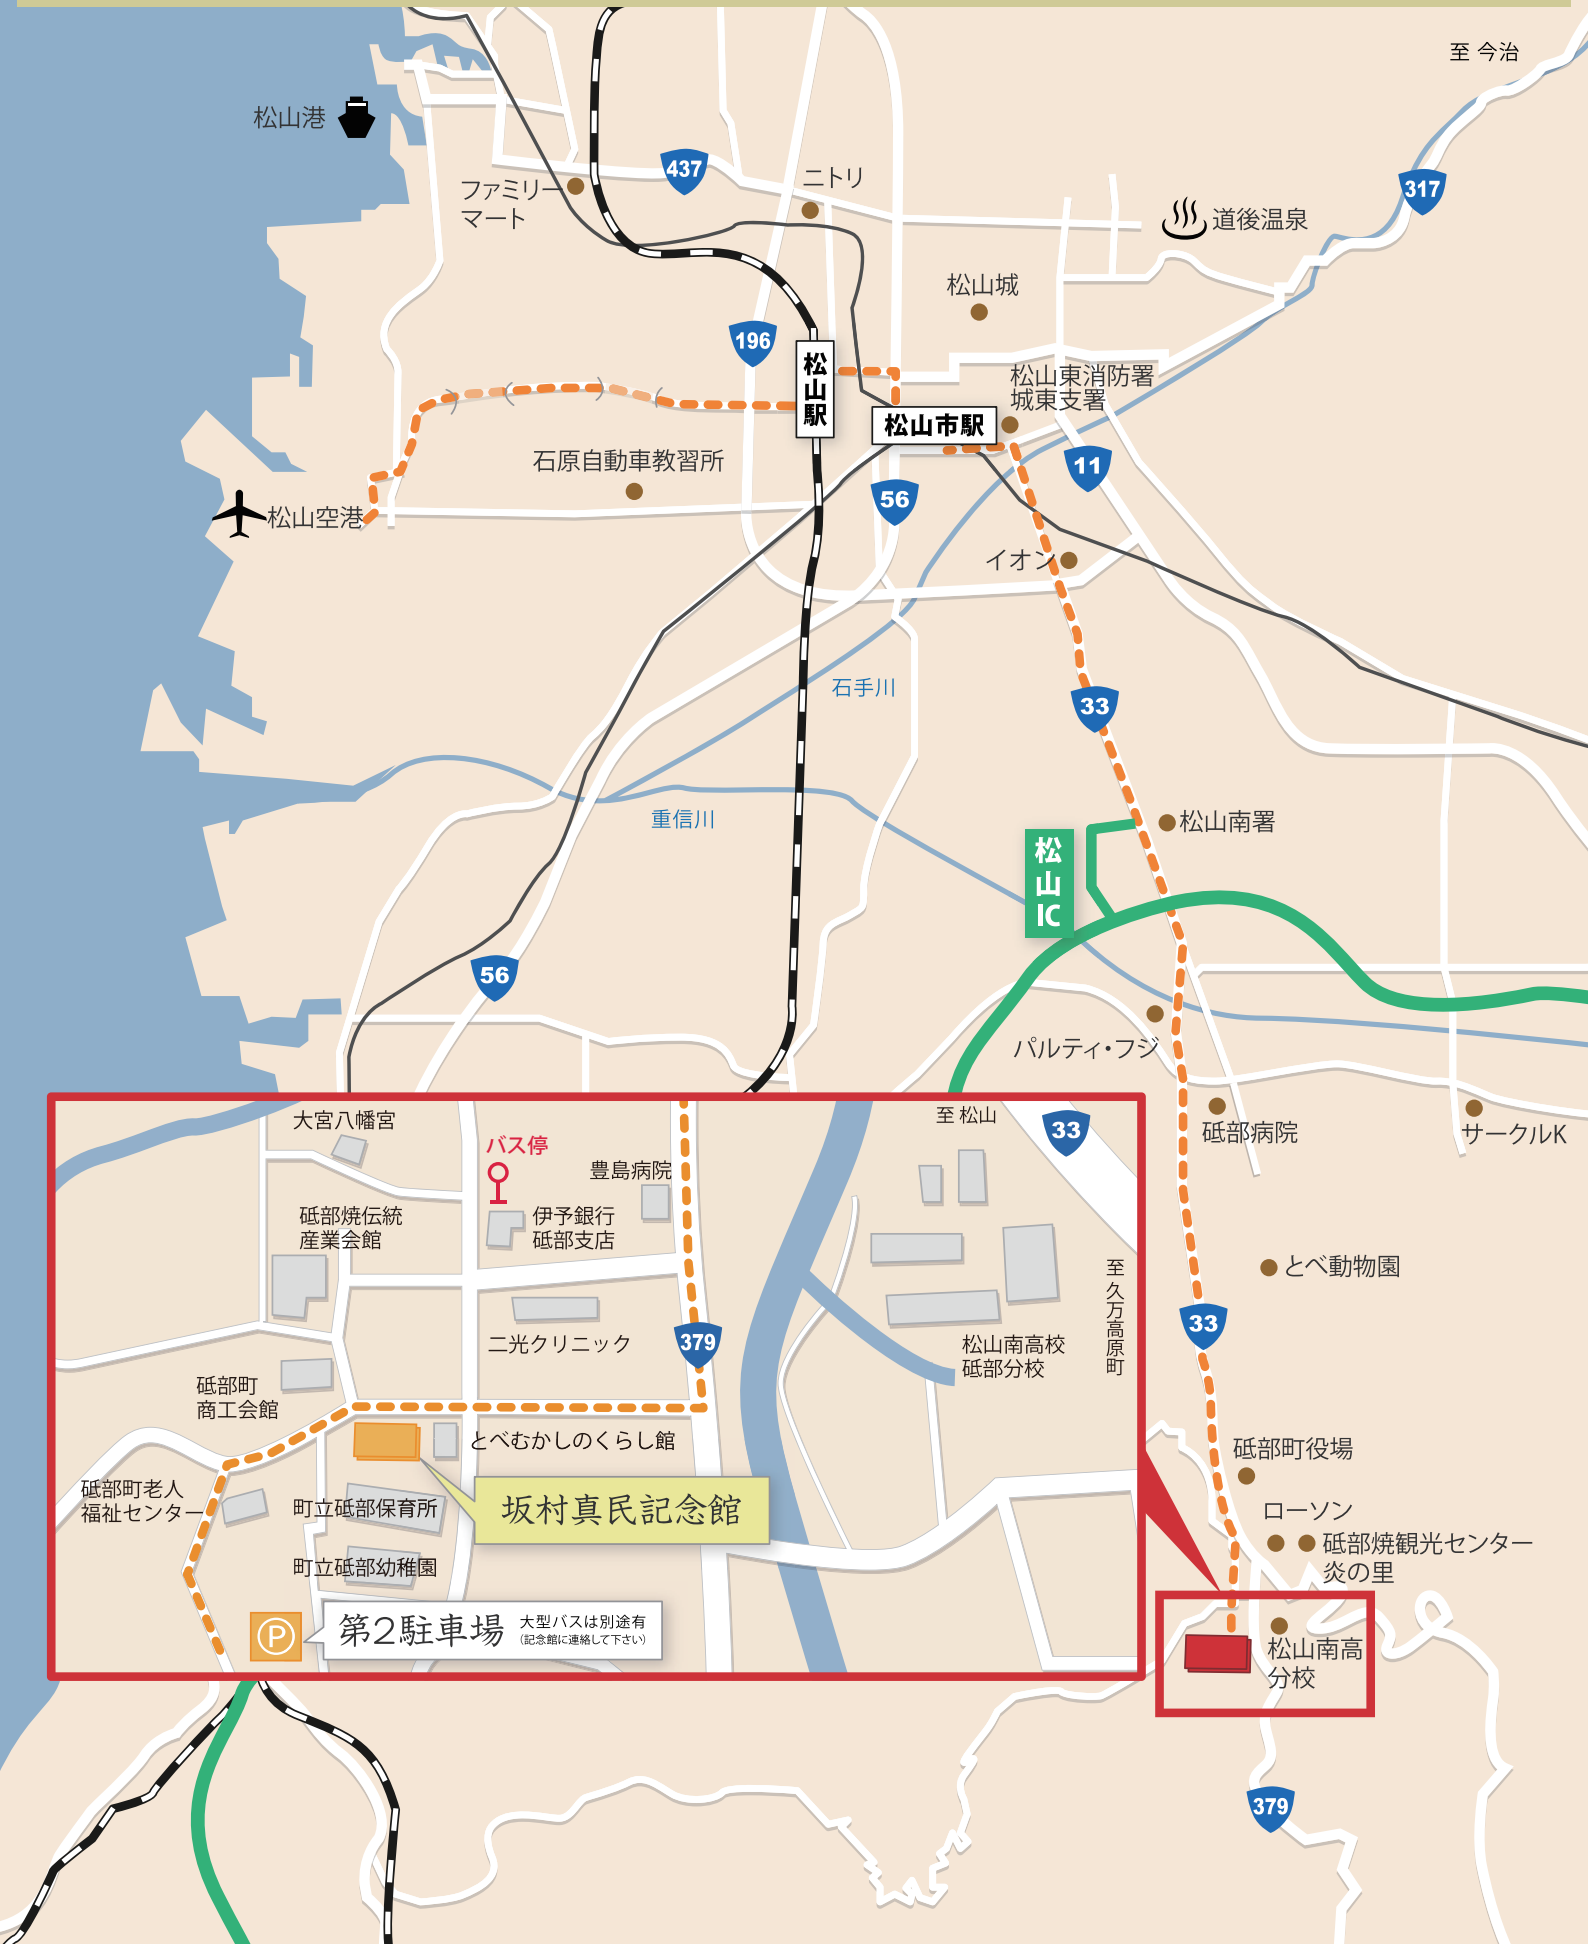 至 今治
松山港
437
ファミリー
マート
ニトリ
317
道後温泉
松山城
196
松山駅
松山東消防署
城東支署
松山市駅
石原自動車教習所
11
56
松山空港
イオン
石手川
33
重信川
松山南署
松山IC
56
パルティ・フジ
砥部病院
サークルK
大宮八幡宮
バス停
豊島病院
至 松山
33
砥部焼伝統
産業会館
伊予銀行
砥部支店
至 久万高原町
とべ動物園
33
二光クリニック
379
松山南高校
砥部分校
砥部町
商工会館
とべむかしのくらし館
砥部町役場
砥部町老人
福祉センター
町立砥部保育所
坂村真民記念館
ローソン
砥部焼観光センター
炎の里
町立砥部幼稚園
P
第2駐車場
大型バスは別途有
(記念館に連絡して下さい)
松山南高
分校
379